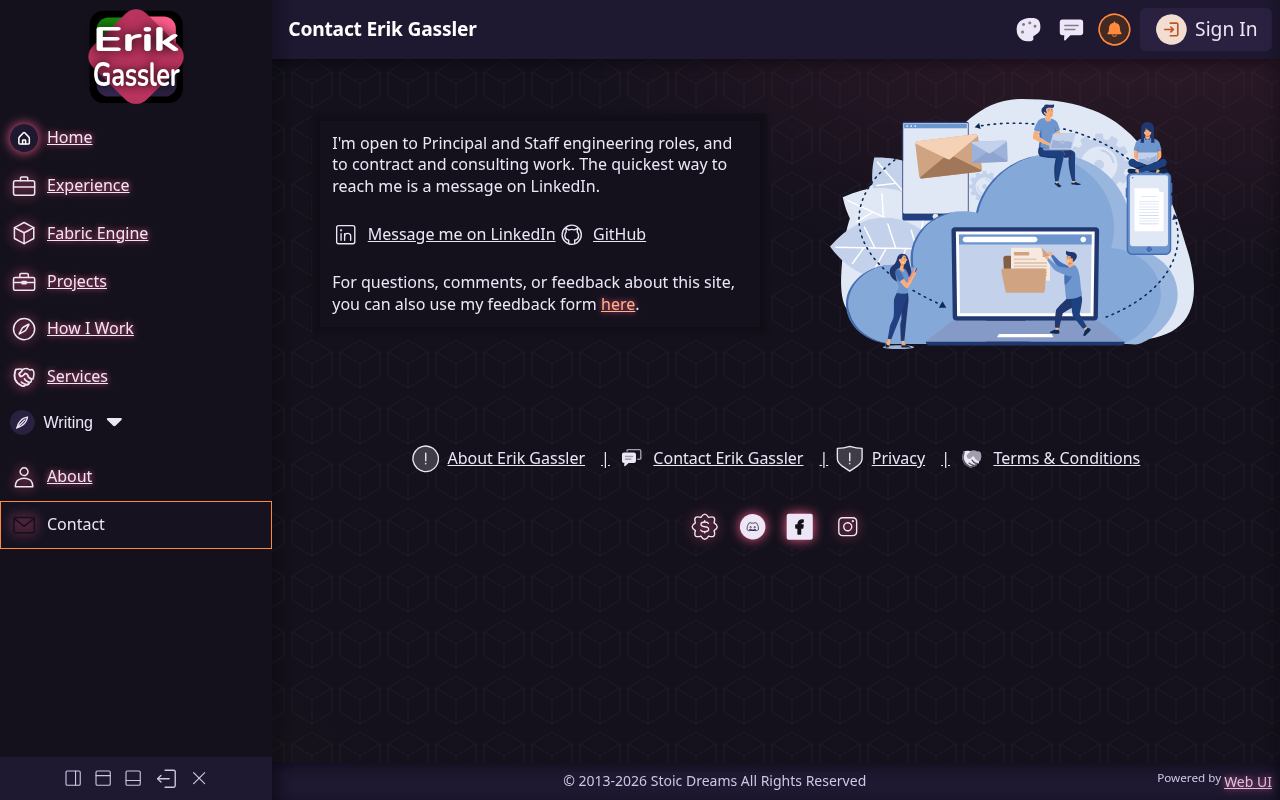 Erik
Gassler
Contact Erik Gassler
Sign In
Home
Experience
Fabric Engine
Projects
How I Work
Services
Writing
About
Contact
I'm open to Principal and Staff engineering roles, and
to contract and consulting work. The quickest way to
reach me is a message on LinkedIn.
Message me on LinkedIn GitHub
For questions, comments, or feedback about this site,
you can also use my feedback form here.
About Erik Gassler | Contact Erik Gassler | Privacy | Terms & Conditions
© 2013-2026 Stoic Dreams All Rights Reserved
Powered by Web UI